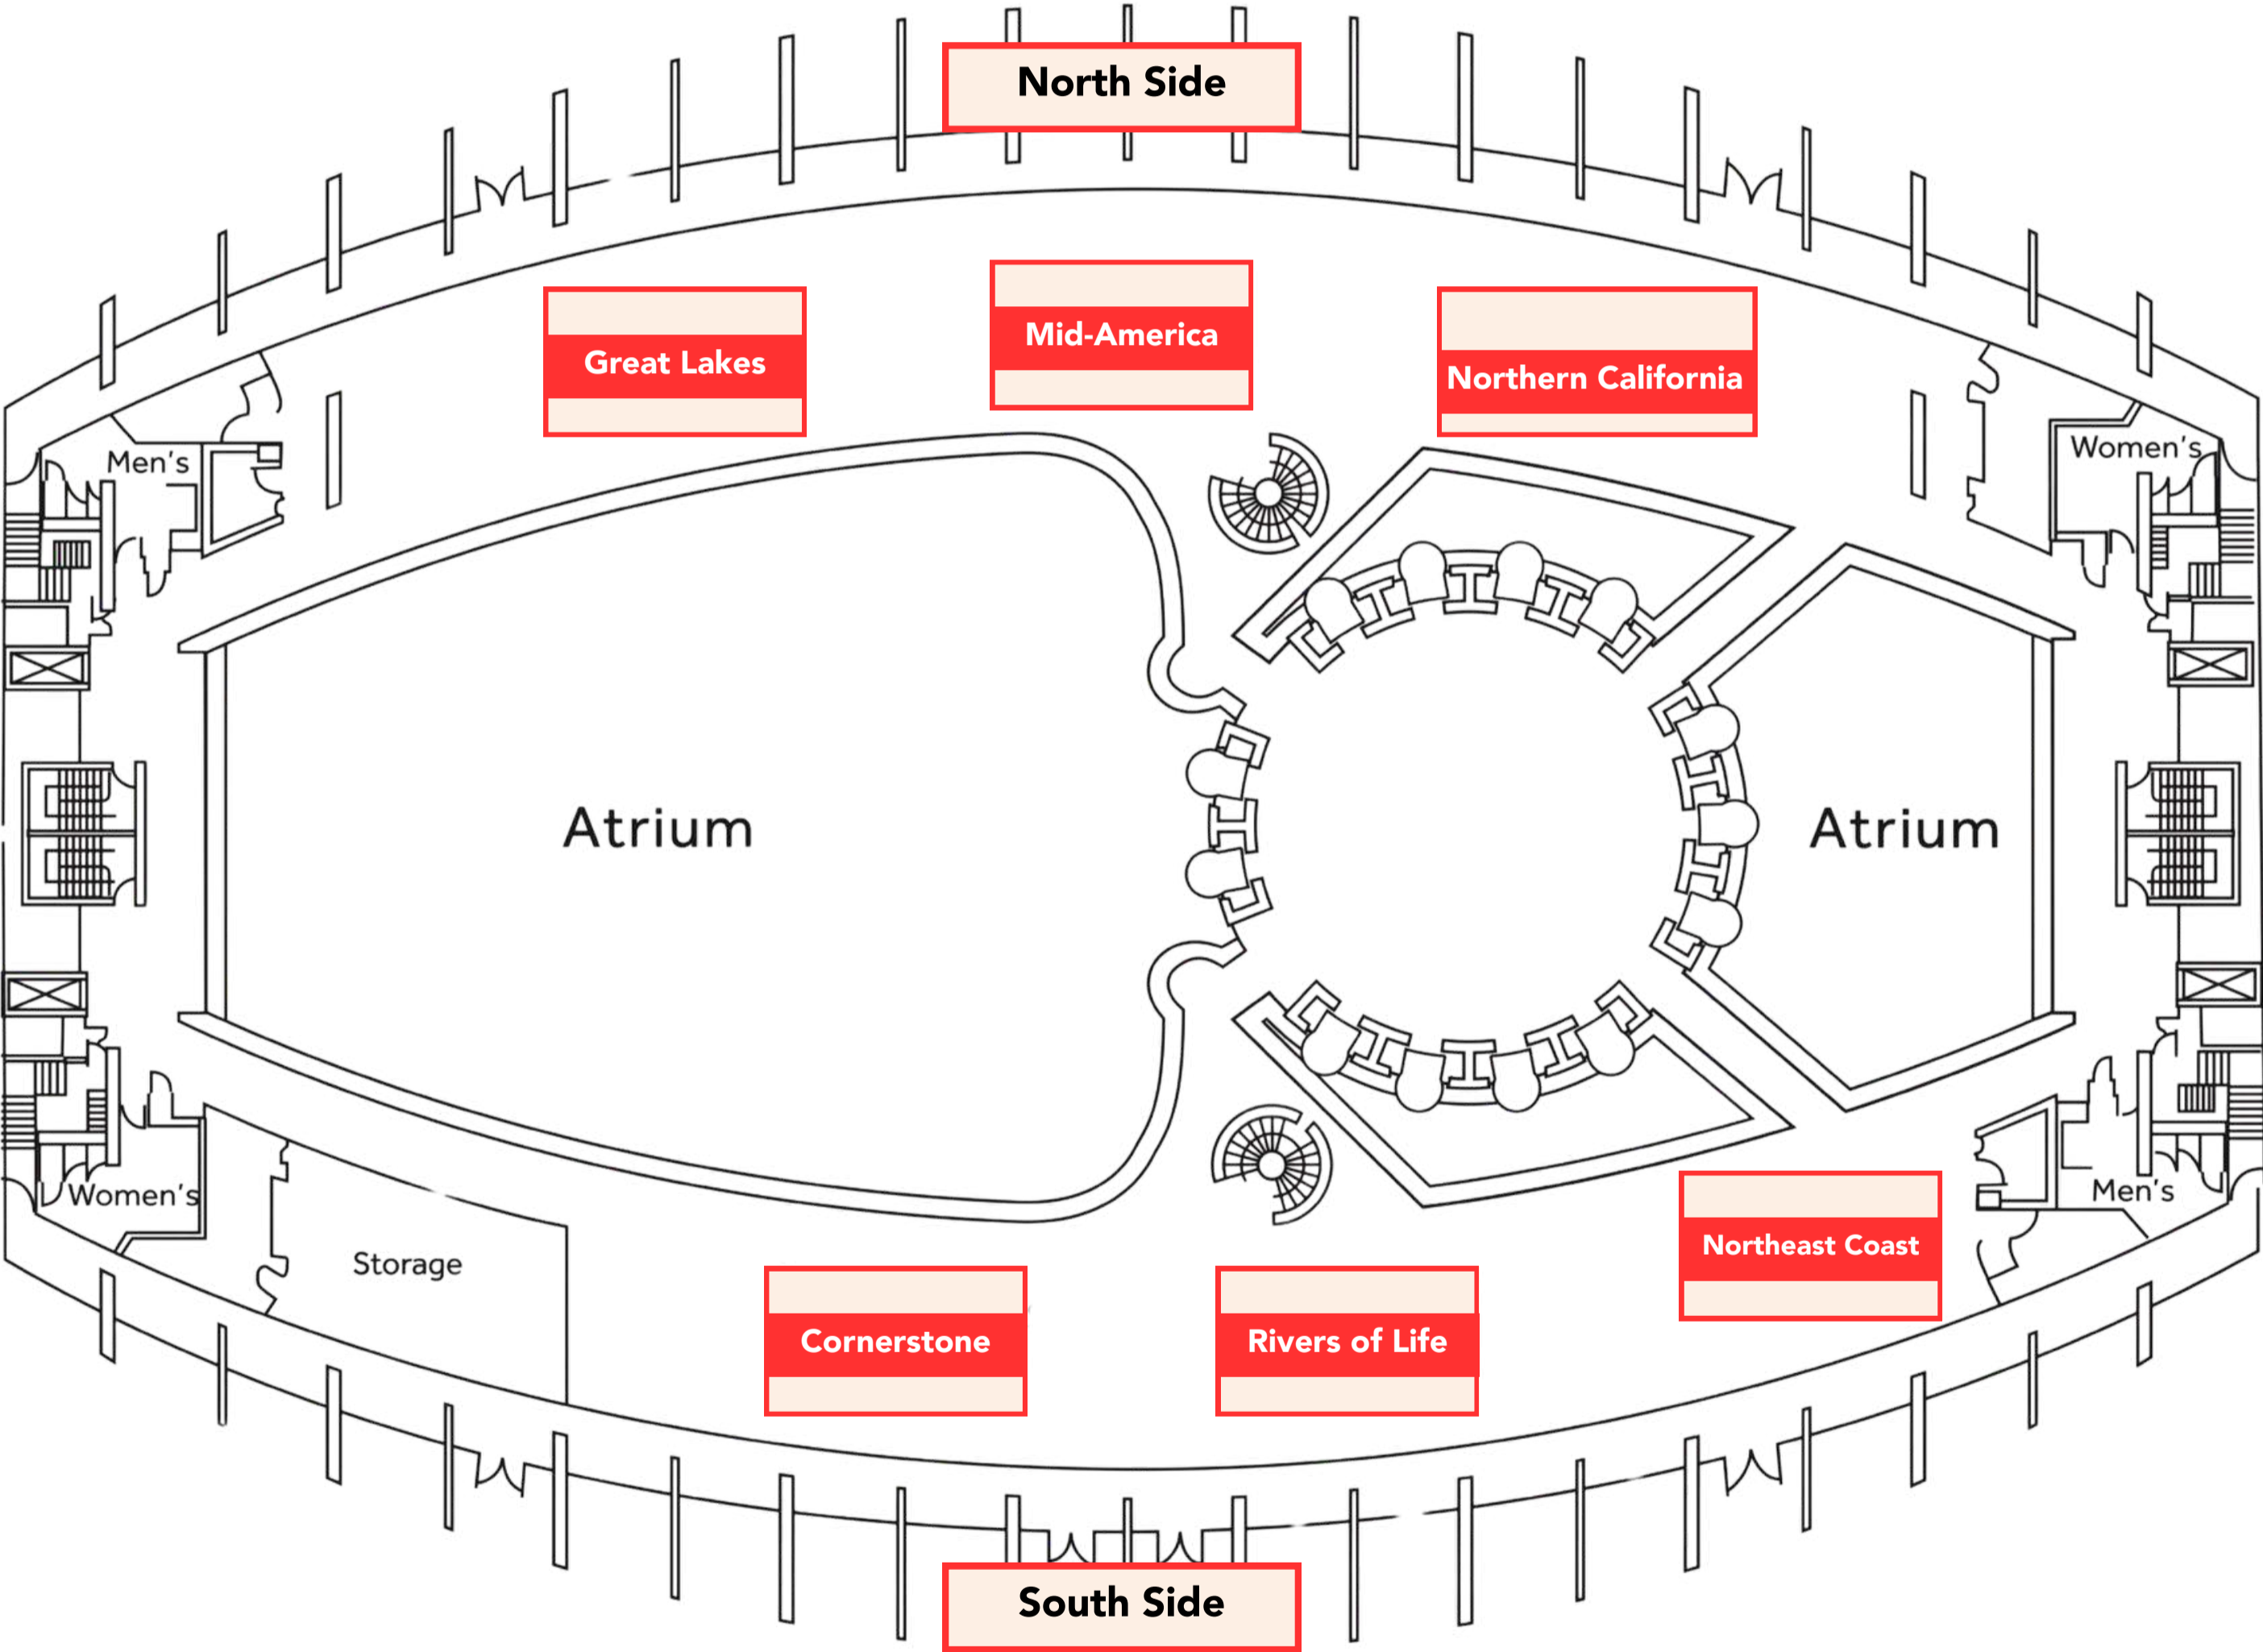 North Side
Mid-America
Great Lakes
Northern California
Men's
Women's
Atrium
Atrium
Women's
Men's
Storage
Northeast Coast
Cornerstone
Rivers of Life
South Side